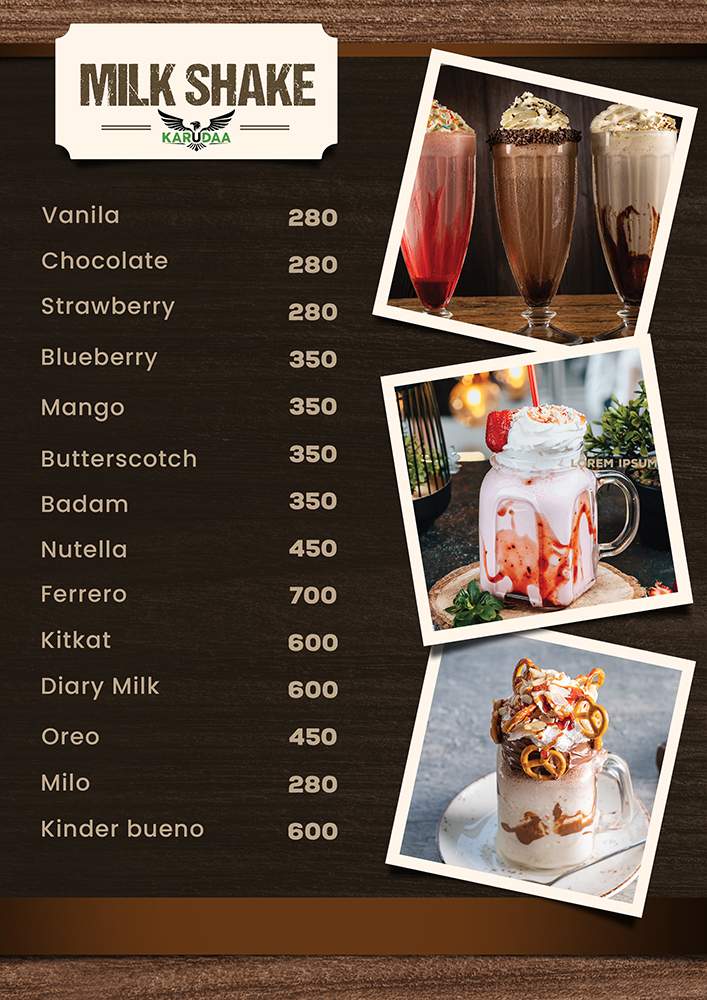 MILK SHAKE
KARUDAA
Vanila 280
Chocolate 280
Strawberry 280
Blueberry 350
Mango 350
Butterscotch 350
Badam 350
Nutella 450
Ferrero 700
Kitkat 600
Diary Milk 600
Oreo 450
Milo 280
Kinder bueno 600
LOREM IPSUM